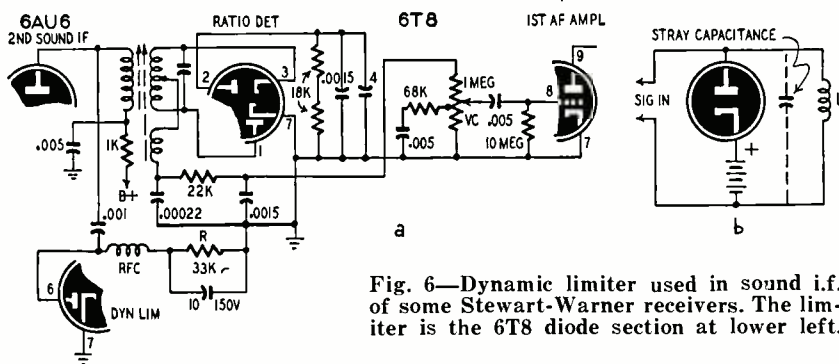 6AU6
2ND SOUND IF
RATIO DET
6T8
1ST AF AMPL
STRAY CAPACITANCE
9
2
3
7
1
18K
.0015
4
68K
1 MEG
VC
.005
.005
8
10 MEG
7
SIG IN
L
+
.005
1K
B+
22K
.00022
.0015
.001
RFC
R
33K
10
150V
6
DYN LIM
7
a
b
Fig. 6—Dynamic limiter used in sound i.f.
of some Stewart-Warner receivers. The lim-
iter is the 6T8 diode section at lower left.